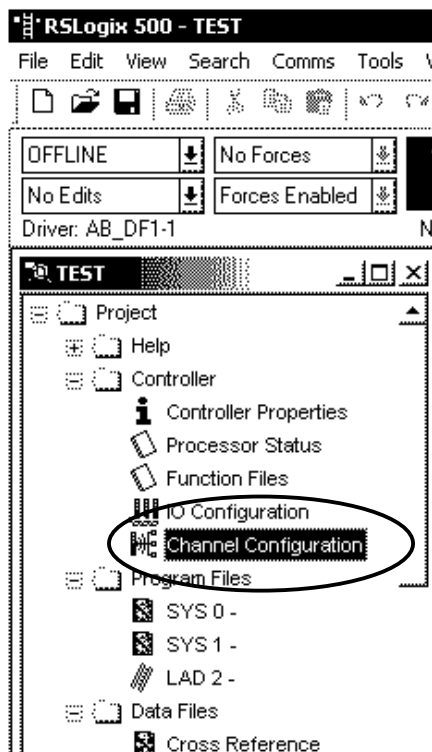 RSLogix 500 - TEST
File Edit View Search Comms Tools
OFFLINE No Forces
No Edits Forces Enabled
Driver: AB_DF1-1 N
TEST
Project
Help
Controller
Controller Properties
Processor Status
Function Files
IO Configuration
Channel Configuration
Program Files
SYS 0 -
SYS 1 -
LAD 2 -
Data Files
Cross Reference